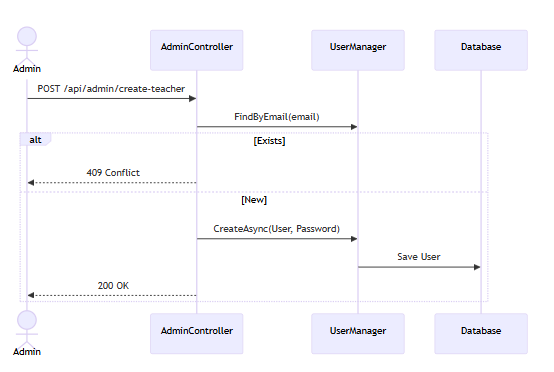 AdminController
UserManager
Database
Admin
POST /api/admin/create-teacher
FindByEmail(email)
alt
[Exists]
409 Conflict
[New]
CreateAsync(User, Password)
Save User
200 OK
AdminController
UserManager
Database
Admin